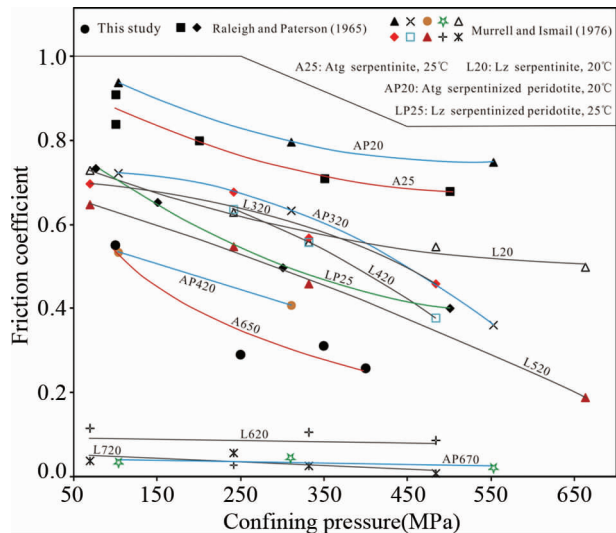 This study
Raleigh and Paterson (1965)
Murrell and Ismail (1976)
A25: Atg serpentinite, 25℃
L20: Lz serpentinite, 20℃
AP20: Atg serpentinized peridotite, 20℃
LP25: Lz serpentinized peridotite, 25℃
Friction coefficient
1.0
0.8
0.6
0.4
0.2
0.0
AP20
A25
L320
AP320
L20
L420
LP25
AP420
A650
L520
L620
L720
AP670
50
150
250
350
450
550
650
Confining pressure(MPa)